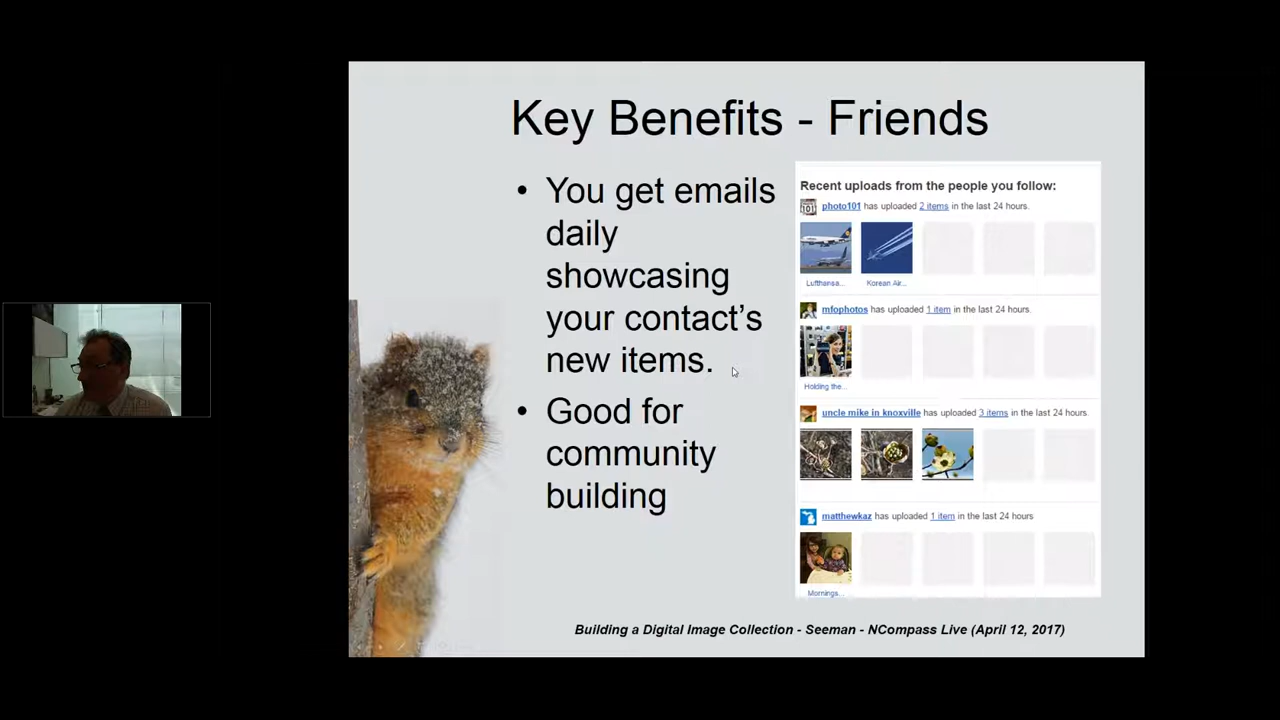 Key Benefits - Friends
• You get emails
daily
showcasing
your contact's
new items.
• Good for
community
building
Recent uploads from the people you follow:
101
photo101 has uploaded 2 items in the last 24 hours.
Lufthansa...
Korean Air...
mfophotos has uploaded 1 item in the last 24 hours.
Holding the...
uncle mike in knoxville has uploaded 3 items in the last 24 hours.
matthewkaz has uploaded 1 item in the last 24 hours
Mornings...
Building a Digital Image Collection - Seeman - NCompass Live (April 12, 2017)